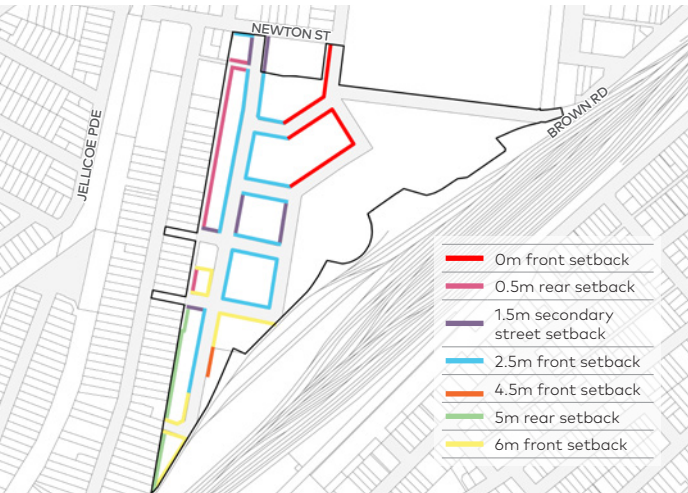 NEWTON ST
JELLICOE PDE
BROWN RD
0m front setback
0.5m rear setback
1.5m secondary
street setback
2.5m front setback
4.5m front setback
5m rear setback
6m front setback